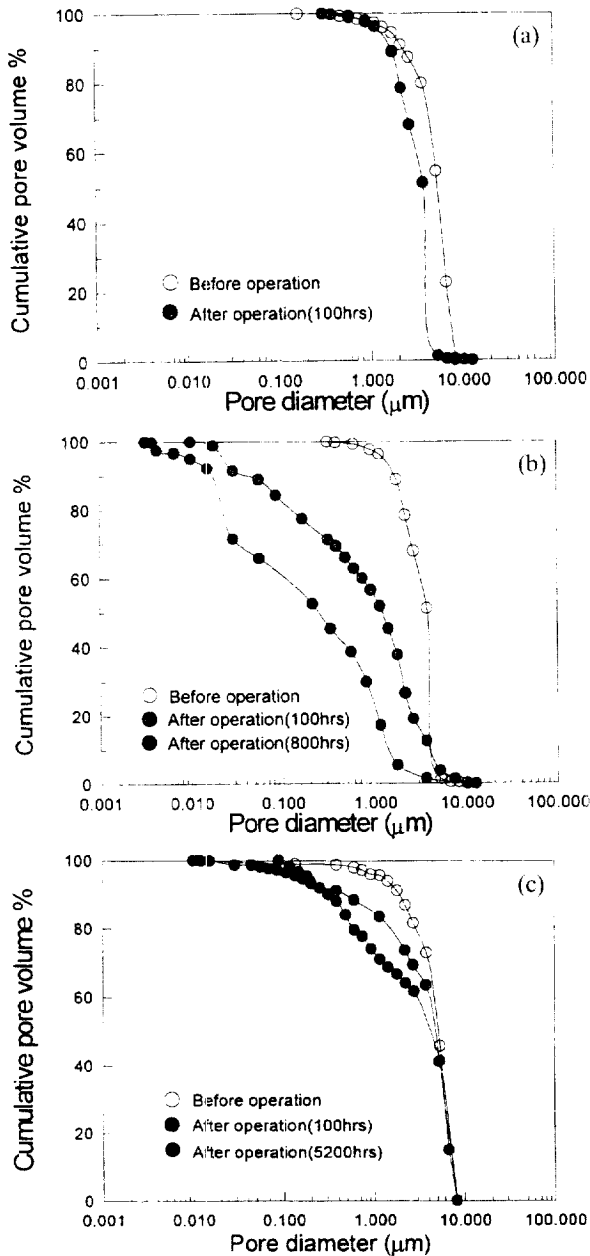 (a)
Cumulative pore volume %
100
80
60
40
20
0
Before operation
After operation(100hrs)
0.001 0.010 0.100 1.000 10.000 100.000
Pore diameter (μm)
(b)
Cumulative pore volume %
100
80
60
40
20
0
Before operation
After operation(100hrs)
After operation(800hrs)
0.001 0.010 0.100 1.000 10.000 100.000
Pore diameter (μm)
(c)
Cumulative pore volume %
100
80
60
40
20
0
Before operation
After operation(100hrs)
After operation(5200hrs)
0.001 0.010 0.100 1.000 10.000 100.000
Pore diameter (μm)